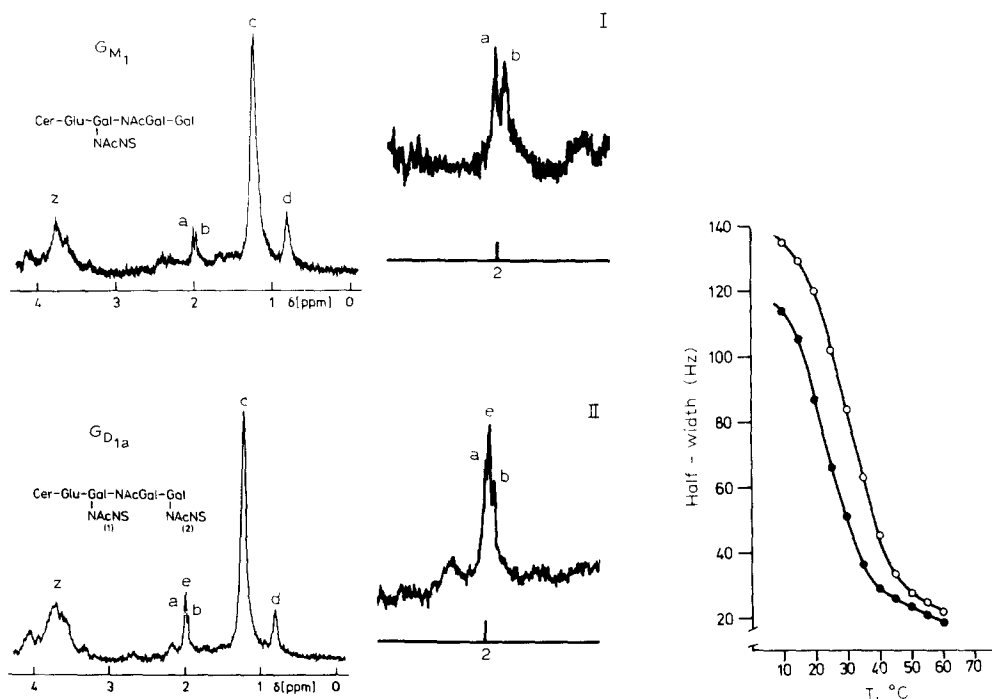 G M1
Cer-Glu-Gal-NAcGal-Gal
NAcNS
z
a
b
c
d
4 3 2 1 δ[ppm] 0
I
a
b
2
G D1a
Cer-Glu-Gal-NAcGal-Gal
NAcNS NAcNS
(1) (2)
z
a
e
b
c
d
4 3 2 1 δ[ppm] 0
II
a
e
b
2
Half-width (Hz)
140
120
100
80
60
40
20
10 20 30 40 50 60 70
T, °C